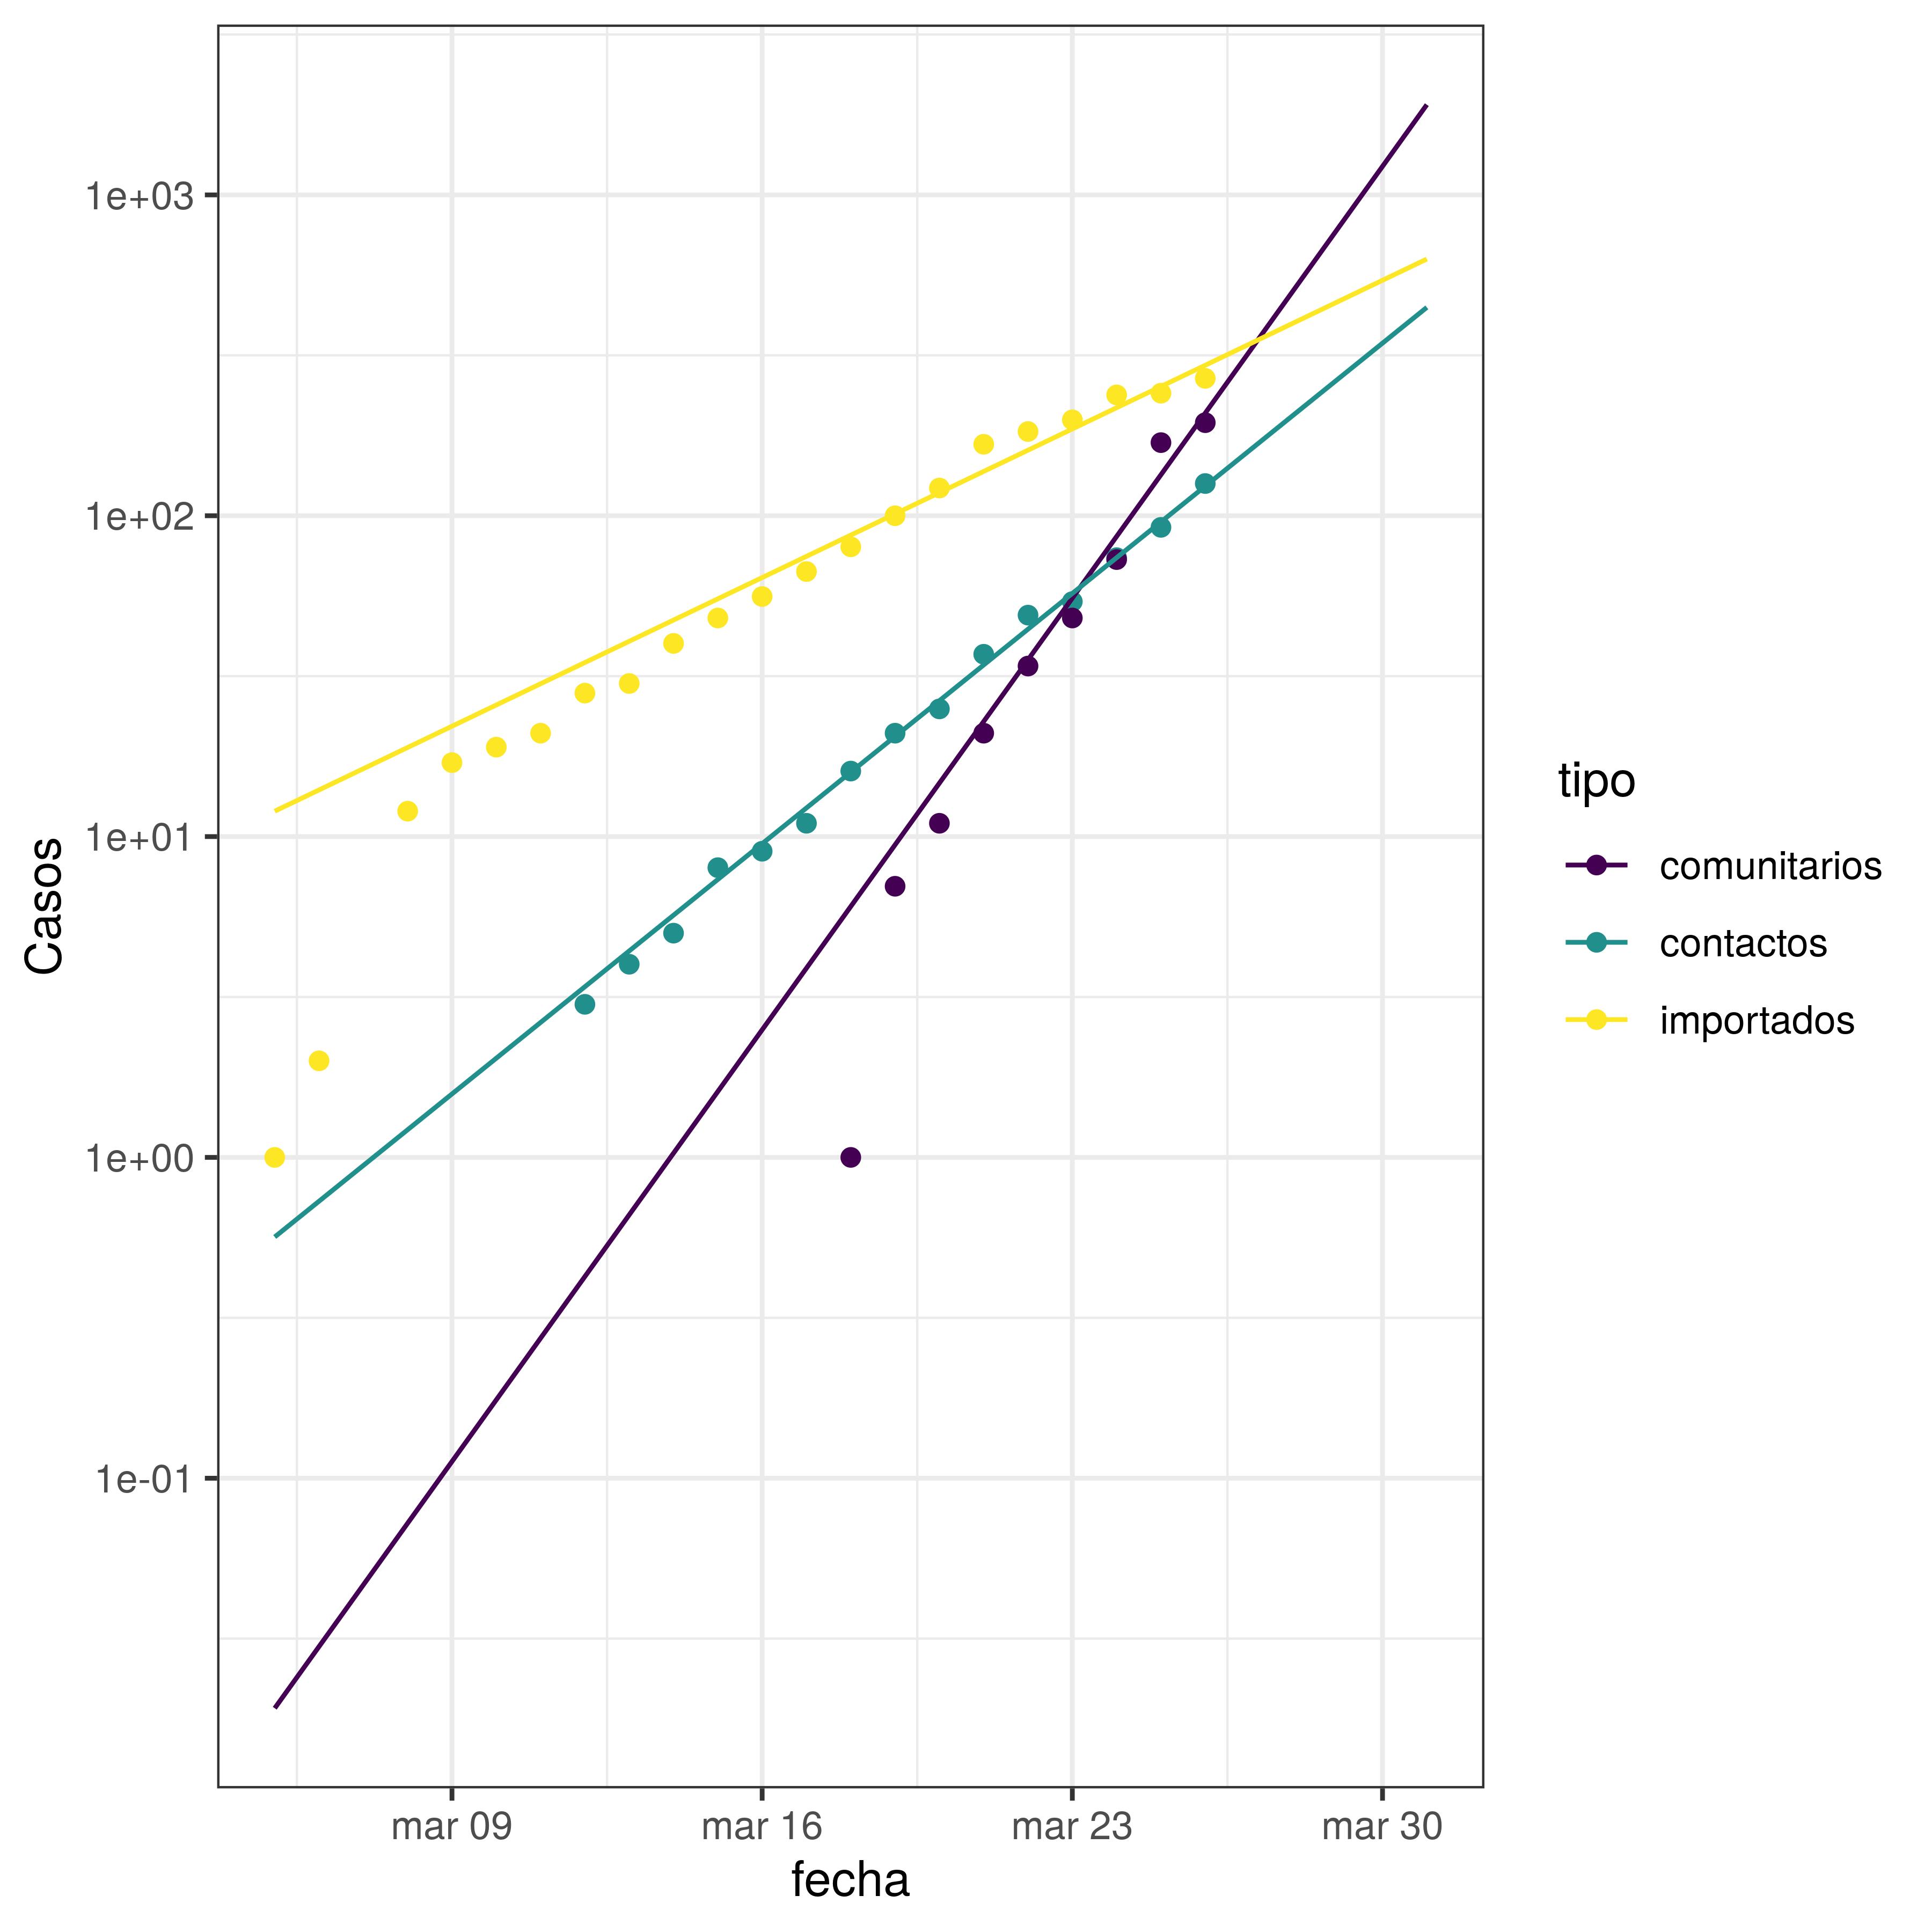 Casos
1e+03
1e+02
1e+01
1e+00
1e-01
mar 09
mar 16
mar 23
mar 30
fecha
tipo
comunitarios
contactos
importados